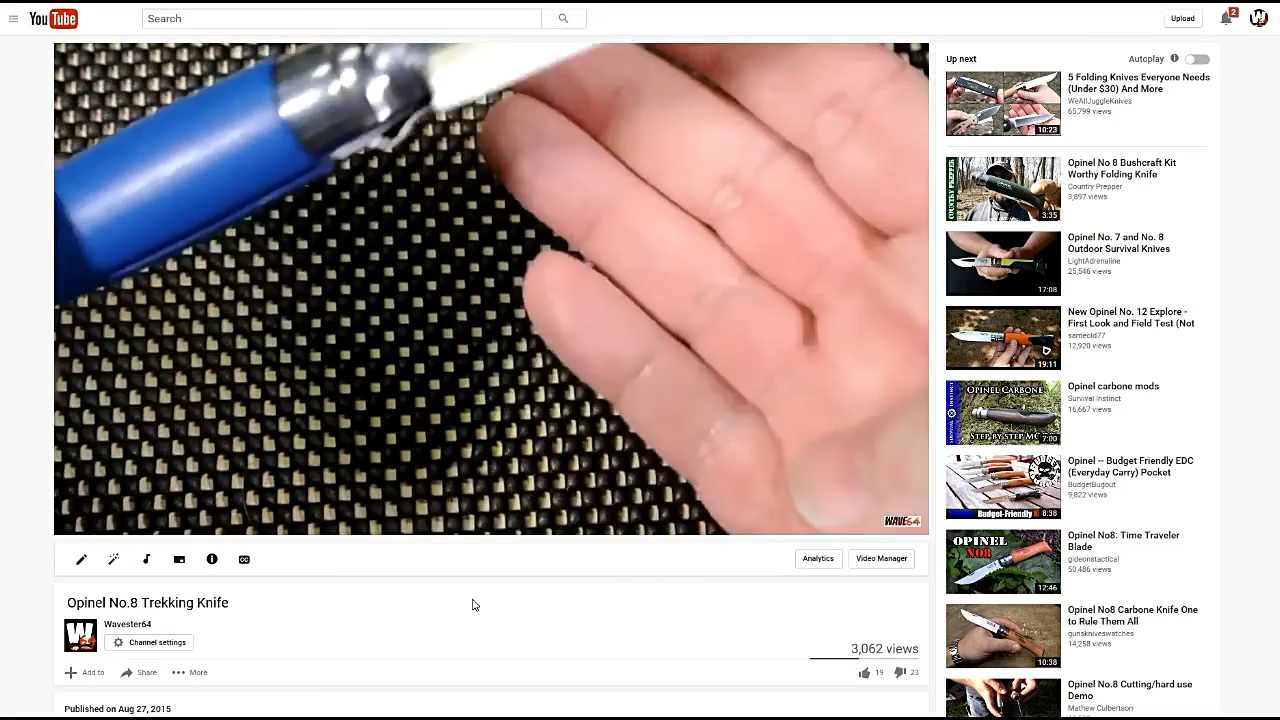 YouTube
Search
Upload
2
WAVE64
Analytics
Video Manager
Opinel No.8 Trekking Knife
Wavester64
Channel settings
3,062 views
Add to
Share
More
19
23
Published on Aug 27, 2015
Up next
Autoplay
5 Folding Knives Everyone Needs
(Under $30) And More
WeAllJuggleKnives
65,799 views
10:23
COUNTRY PREPPER
Opinel No 8 Bushcraft Kit
Worthy Folding Knife
Country Prepper
3,897 views
3:35
Opinel No. 7 and No. 8
Outdoor Survival Knives
LightAdrenaline
25,546 views
17:08
New Opinel No. 12 Explore -
First Look and Field Test (Not
sameold77
12,920 views
19:11
OPINEL CARBONE
STEP BY STEP
Opinel carbone mods
Survival Instinct
16,667 views
7:00
Budget-Friendly
Opinel -- Budget Friendly EDC
(Everyday Carry) Pocket
BudgetBugout
9,822 views
8:38
OPINEL
NO8
Opinel No8: Time Traveler
Blade
gideonstactical
50,486 views
12:46
Opinel No8 Carbone Knife One
to Rule Them All
gunskniveswatches
14,258 views
10:38
Opinel No.8 Cutting/hard use
Demo
Mathew Culbertson